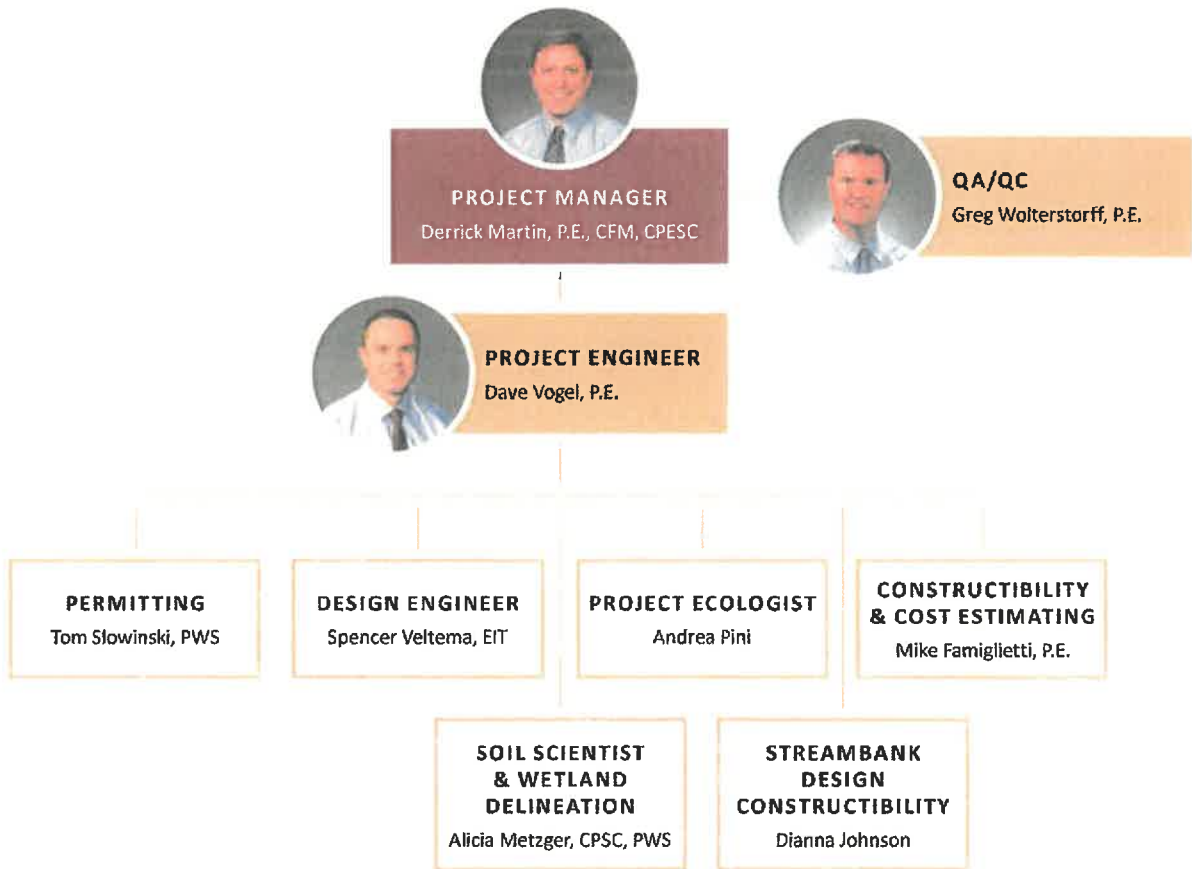 PROJECT MANAGER
Derrick Martin, P.E., CFM, CPESC
QA/QC
Greg Wolterstorff, P.E.
PROJECT ENGINEER
Dave Vogel, P.E.
PERMITTING
Tom Slowinski, PWS
DESIGN ENGINEER
Spencer Veltema, EIT
PROJECT ECOLOGIST
Andrea Pini
CONSTRUCTIBILITY
& COST ESTIMATING
Mike Famiglietti, P.E.
SOIL SCIENTIST
& WETLAND
DELINEATION
Alicia Metzger, CPSC, PWS
STREAMBANK
DESIGN
CONSTRUCTIBILITY
Dianna Johnson